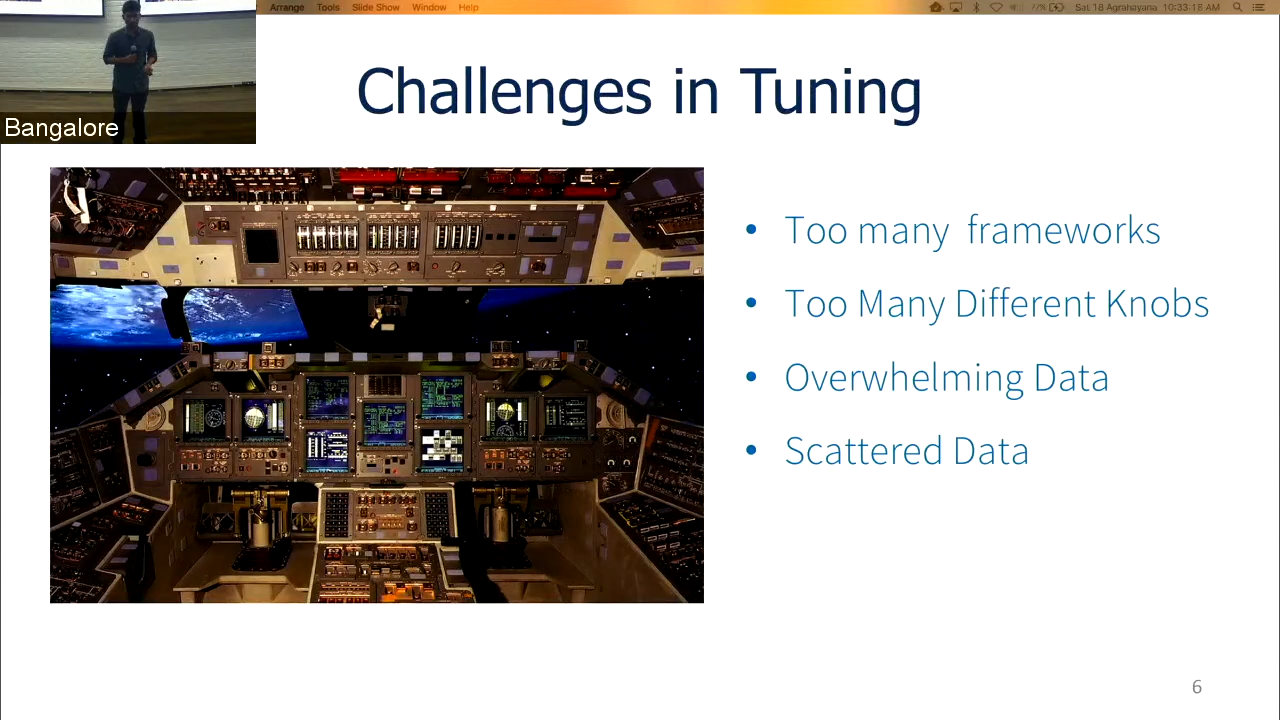 Arrange Tools Slide Show Window Help 77% Sat 18 Agrahayana 10:33:18 AM
Bangalore
Challenges in Tuning
• Too many frameworks
• Too Many Different Knobs
• Overwhelming Data
• Scattered Data
6